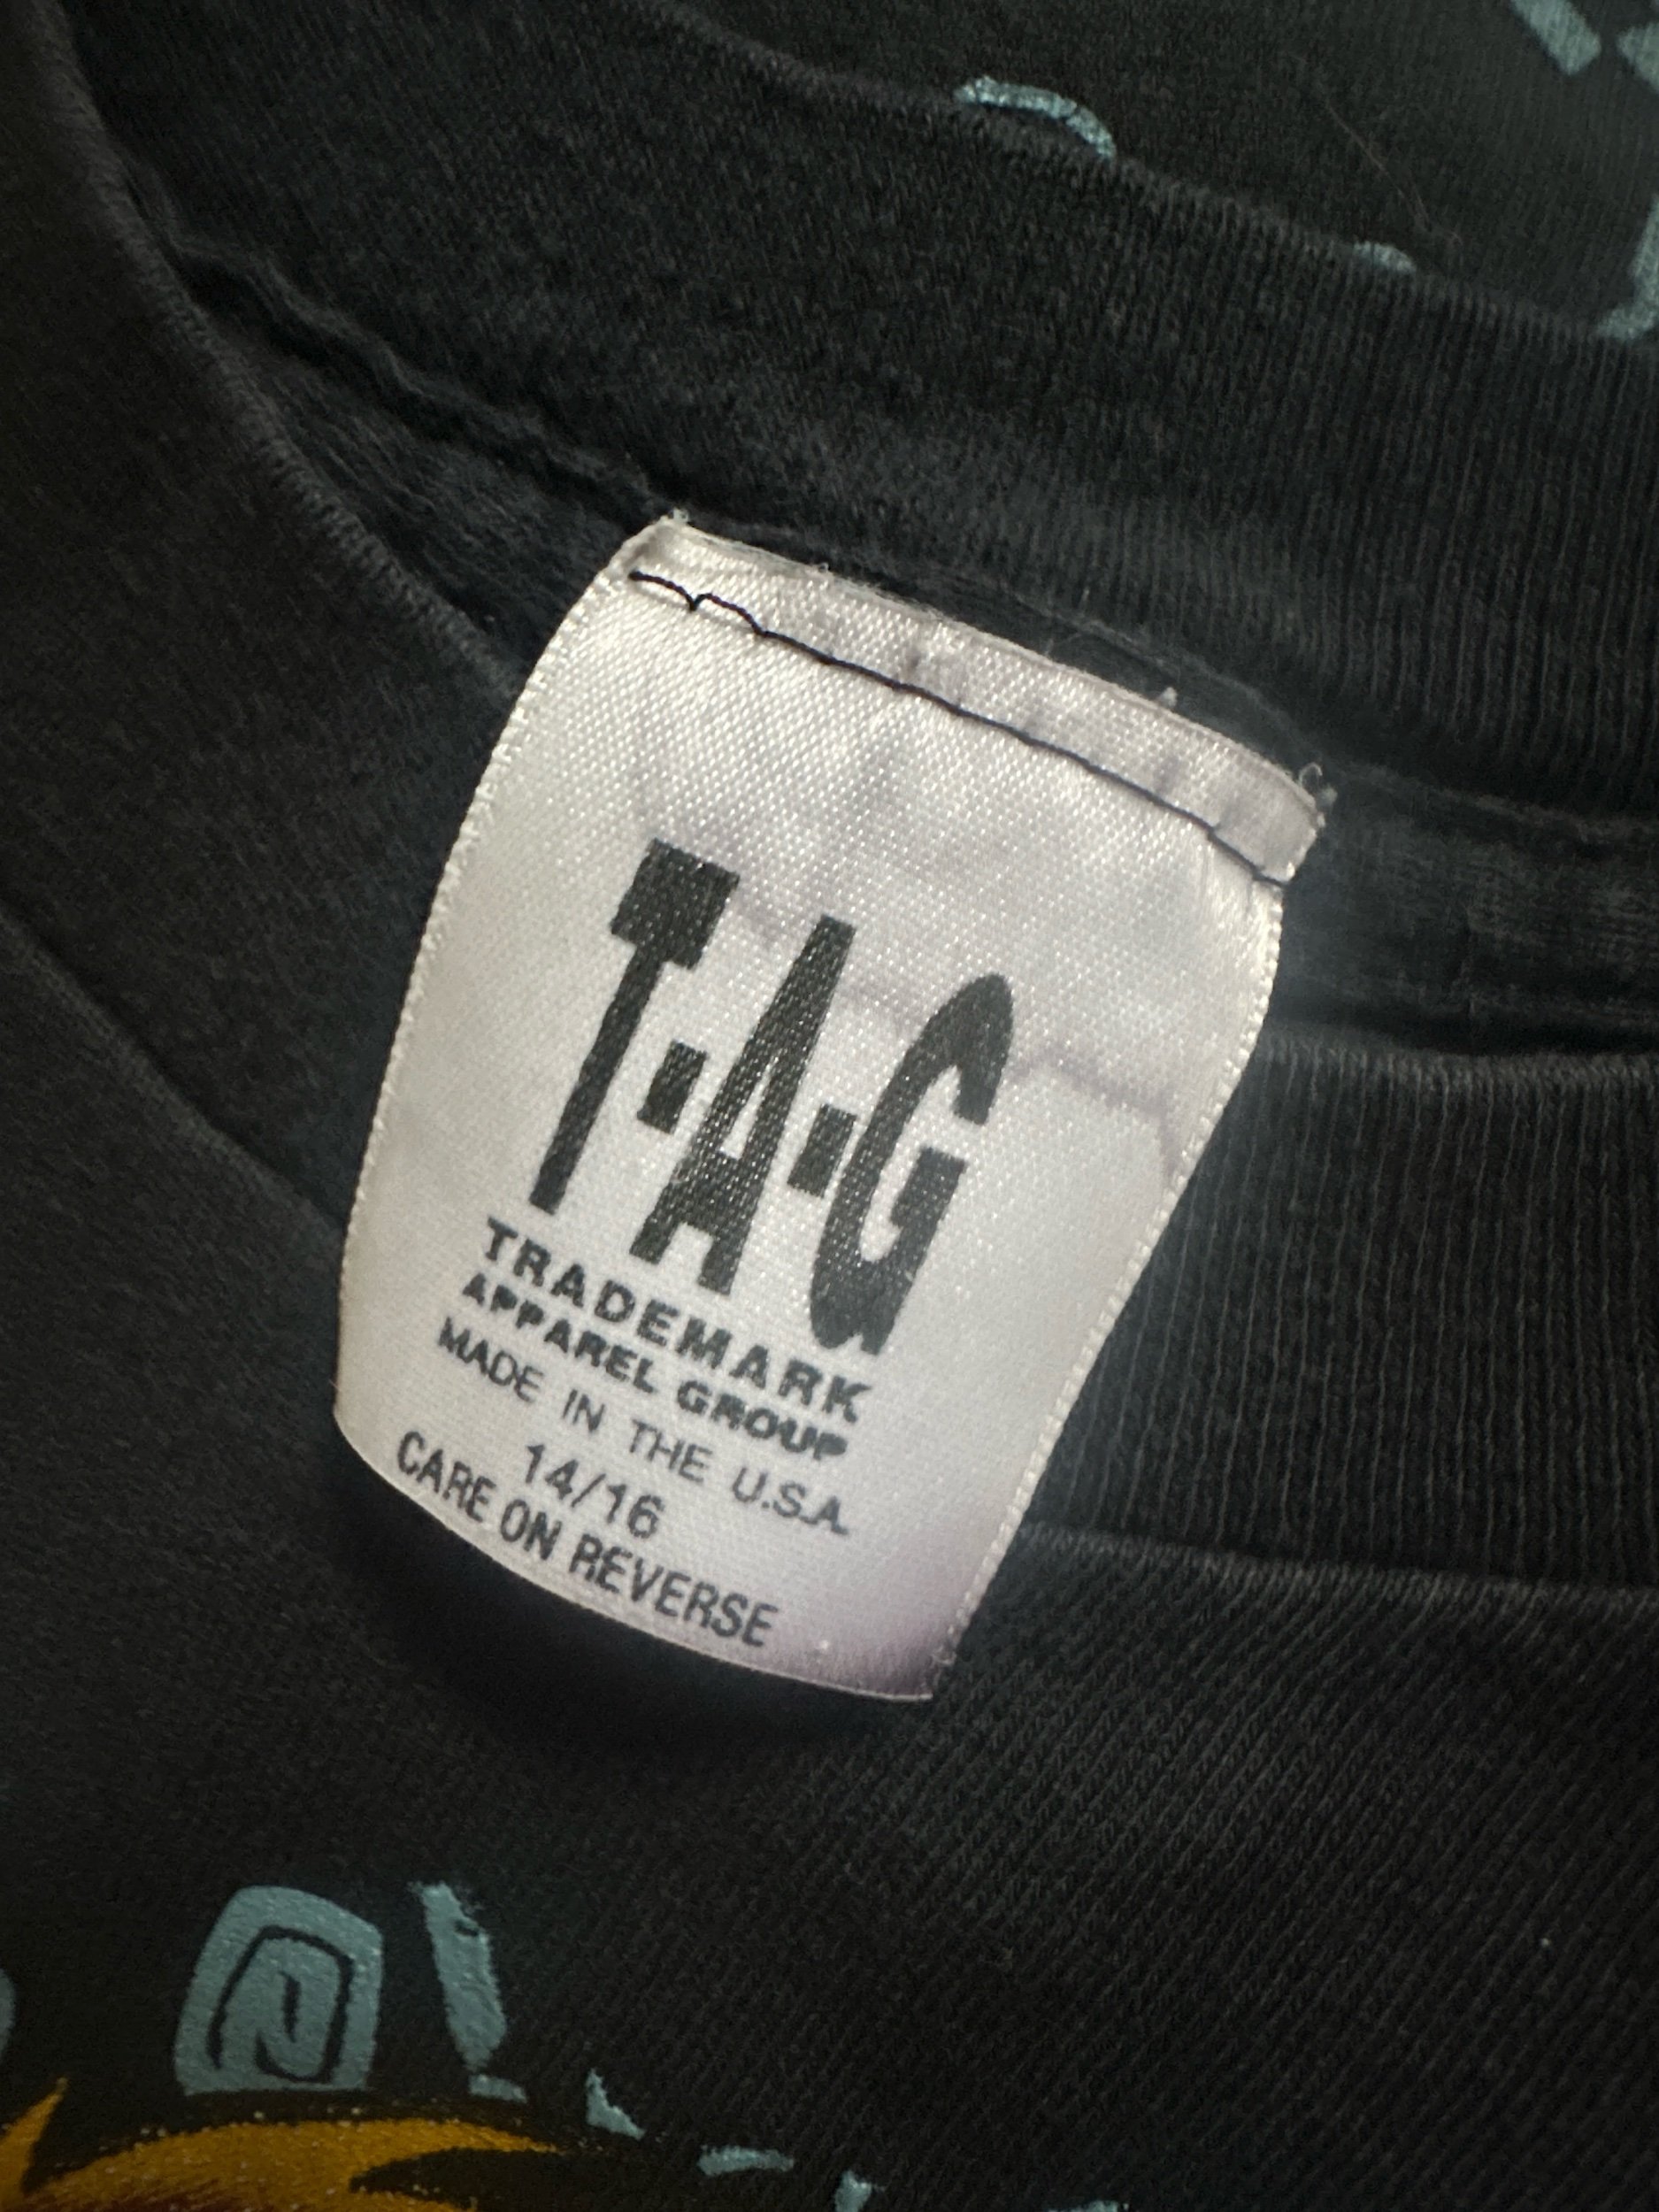 T-A-G
TRADEMARK
APPAREL GROUP
MADE IN THE U.S.A.
14/16
CARE ON REVERSE